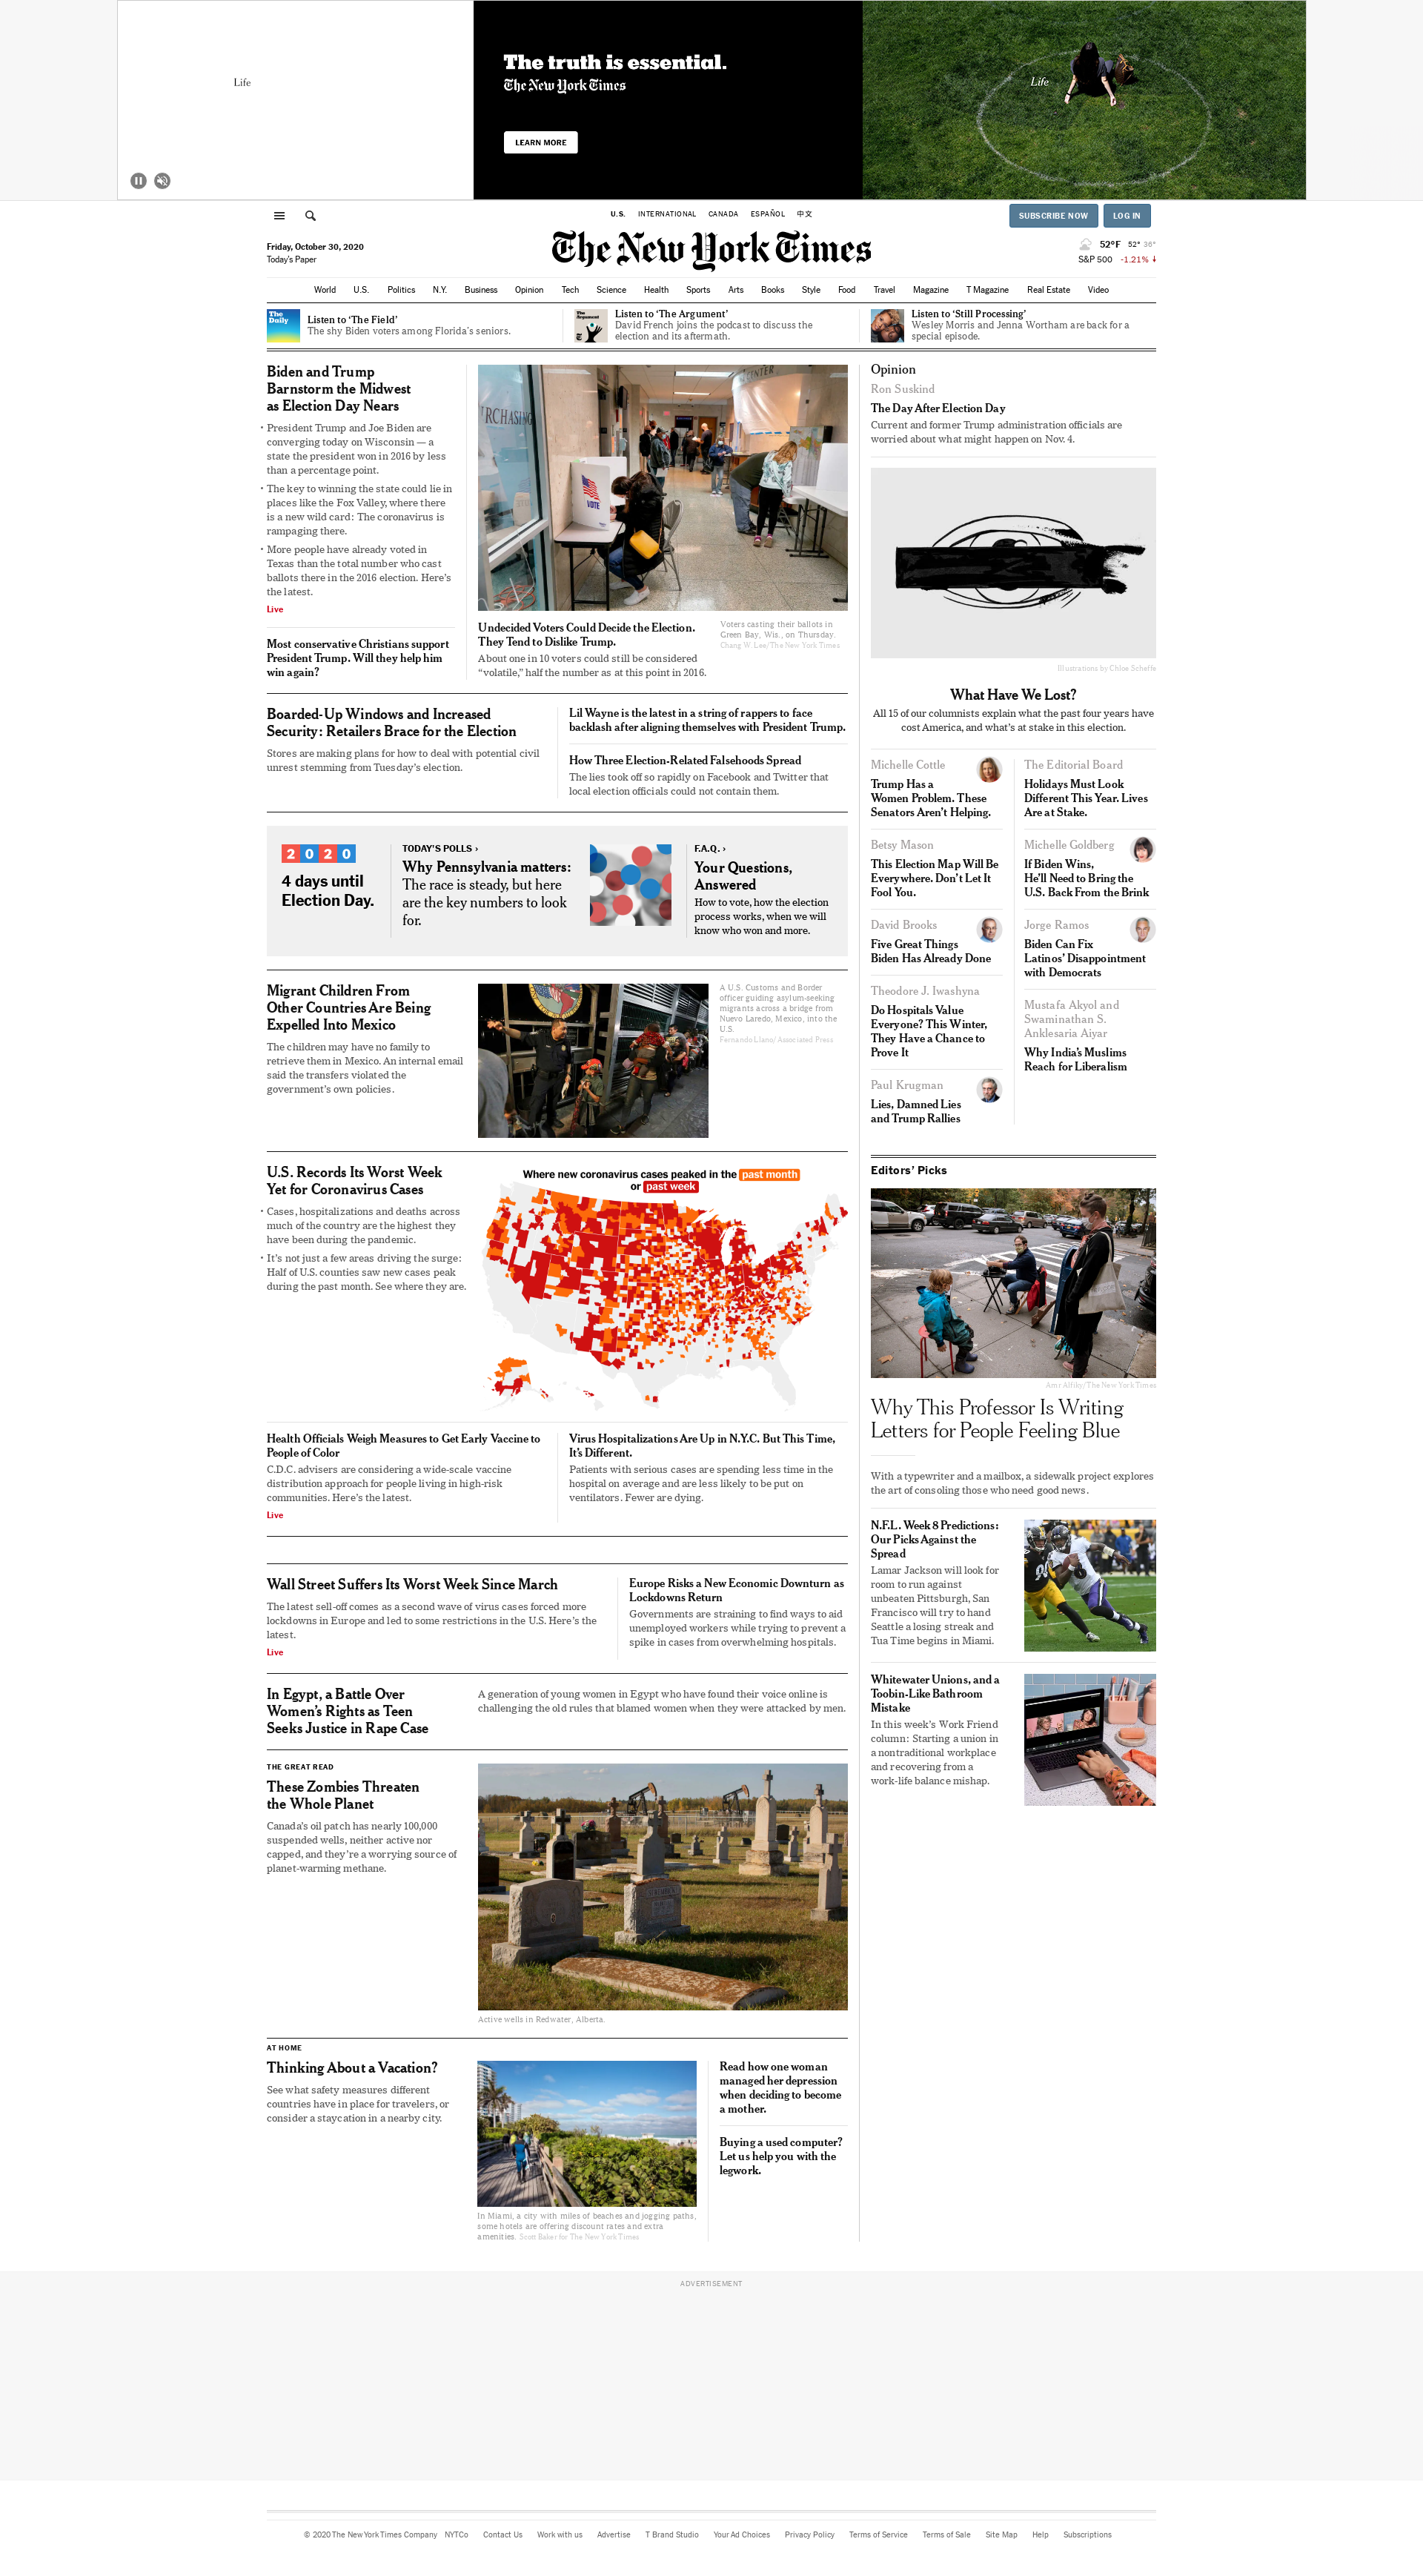 Life
The truth is essential.
The New York Times
LEARN MORE
Life
U.S. INTERNATIONAL CANADA ESPAÑOL 中文
SUBSCRIBE NOW LOG IN
Friday, October 30, 2020
Today's Paper
The New York Times
52°F 52° 36°
S&P 500 -1.21%
World U.S. Politics N.Y. Business Opinion Tech Science Health Sports Arts Books Style Food Travel Magazine T Magazine Real Estate Video
The
Daily
Listen to ‘The Field’
The shy Biden voters among Florida’s seniors.
The
Argument
Listen to ‘The Argument’
David French joins the podcast to discuss the
election and its aftermath.
Listen to ‘Still Processing’
Wesley Morris and Jenna Wortham are back for a
special episode.
Biden and Trump
Barnstorm the Midwest
as Election Day Nears
• President Trump and Joe Biden are
converging today on Wisconsin — a
state the president won in 2016 by less
than a percentage point.
• The key to winning the state could lie in
places like the Fox Valley, where there
is a new wild card: The coronavirus is
rampaging there.
• More people have already voted in
Texas than the total number who cast
ballots there in the 2016 election. Here’s
the latest.
Live
Most conservative Christians support
President Trump. Will they help him
win again?
URCHASING
VOTE
Undecided Voters Could Decide the Election.
They Tend to Dislike Trump.
About one in 10 voters could still be considered
“volatile,” half the number as at this point in 2016.
Voters casting their ballots in
Green Bay, Wis., on Thursday.
Chang W. Lee/The New York Times
Boarded-Up Windows and Increased
Security: Retailers Brace for the Election
Stores are making plans for how to deal with potential civil
unrest stemming from Tuesday’s election.
Lil Wayne is the latest in a string of rappers to face
backlash after aligning themselves with President Trump.
How Three Election-Related Falsehoods Spread
The lies took off so rapidly on Facebook and Twitter that
local election officials could not contain them.
2020
4 days until
Election Day.
TODAY’S POLLS ›
Why Pennsylvania matters:
The race is steady, but here
are the key numbers to look
for.
F.A.Q. ›
Your Questions,
Answered
How to vote, how the election
process works, when we will
know who won and more.
Migrant Children From
Other Countries Are Being
Expelled Into Mexico
The children may have no family to
retrieve them in Mexico. An internal email
said the transfers violated the
government’s own policies.
A U.S. Customs and Border
officer guiding asylum-seeking
migrants across a bridge from
Nuevo Laredo, Mexico, into the
U.S.
Fernando Llano/Associated Press
U.S. Records Its Worst Week
Yet for Coronavirus Cases
• Cases, hospitalizations and deaths across
much of the country are the highest they
have been during the pandemic.
• It’s not just a few areas driving the surge:
Half of U.S. counties saw new cases peak
during the past month. See where they are.
Where new coronavirus cases peaked in the past month
or past week
Health Officials Weigh Measures to Get Early Vaccine to
People of Color
C.D.C. advisers are considering a wide-scale vaccine
distribution approach for people living in high-risk
communities. Here’s the latest.
Live
Virus Hospitalizations Are Up in N.Y.C. But This Time,
It’s Different.
Patients with serious cases are spending less time in the
hospital on average and are less likely to be put on
ventilators. Fewer are dying.
Wall Street Suffers Its Worst Week Since March
The latest sell-off comes as a second wave of virus cases forced more
lockdowns in Europe and led to some restrictions in the U.S. Here’s the
latest.
Live
Europe Risks a New Economic Downturn as
Lockdowns Return
Governments are straining to find ways to aid
unemployed workers while trying to prevent a
spike in cases from overwhelming hospitals.
In Egypt, a Battle Over
Women’s Rights as Teen
Seeks Justice in Rape Case
A generation of young women in Egypt who have found their voice online is
challenging the old rules that blamed women when they were attacked by men.
THE GREAT READ
These Zombies Threaten
the Whole Planet
Canada’s oil patch has nearly 100,000
suspended wells, neither active nor
capped, and they’re a worrying source of
planet-warming methane.
Active wells in Redwater, Alberta.
AT HOME
Thinking About a Vacation?
See what safety measures different
countries have in place for travelers, or
consider a staycation in a nearby city.
In Miami, a city with miles of beaches and jogging paths,
some hotels are offering discount rates and extra
amenities. Scott Baker for The New York Times
Read how one woman
managed her depression
when deciding to become
a mother.
Buying a used computer?
Let us help you with the
legwork.
Opinion
Ron Suskind
The Day After Election Day
Current and former Trump administration officials are
worried about what might happen on Nov. 4.
Illustrations by Chloe Scheffe
What Have We Lost?
All 15 of our columnists explain what the past four years have
cost America, and what’s at stake in this election.
Michelle Cottle
Trump Has a
Women Problem. These
Senators Aren’t Helping.
Betsy Mason
This Election Map Will Be
Everywhere. Don’t Let It
Fool You.
David Brooks
Five Great Things
Biden Has Already Done
Theodore J. Iwashyna
Do Hospitals Value
Everyone? This Winter,
They Have a Chance to
Prove It
Paul Krugman
Lies, Damned Lies
and Trump Rallies
The Editorial Board
Holidays Must Look
Different This Year. Lives
Are at Stake.
Michelle Goldberg
If Biden Wins,
He’ll Need to Bring the
U.S. Back From the Brink
Jorge Ramos
Biden Can Fix
Latinos’ Disappointment
with Democrats
Mustafa Akyol and
Swaminathan S.
Anklesaria Aiyar
Why India’s Muslims
Reach for Liberalism
Editors’ Picks
Amr Alfiky/The New York Times
Why This Professor Is Writing
Letters for People Feeling Blue
With a typewriter and a mailbox, a sidewalk project explores
the art of consoling those who need good news.
N.F.L. Week 8 Predictions:
Our Picks Against the
Spread
Lamar Jackson will look for
room to run against
unbeaten Pittsburgh, San
Francisco will try to hand
Seattle a losing streak and
Tua Time begins in Miami.
Whitewater Unions, and a
Toobin-Like Bathroom
Mistake
In this week’s Work Friend
column: Starting a union in
a nontraditional workplace
and recovering from a
work-life balance mishap.
ADVERTISEMENT
© 2020 The New York Times Company NYTCo Contact Us Work with us Advertise T Brand Studio Your Ad Choices Privacy Policy Terms of Service Terms of Sale Site Map Help Subscriptions